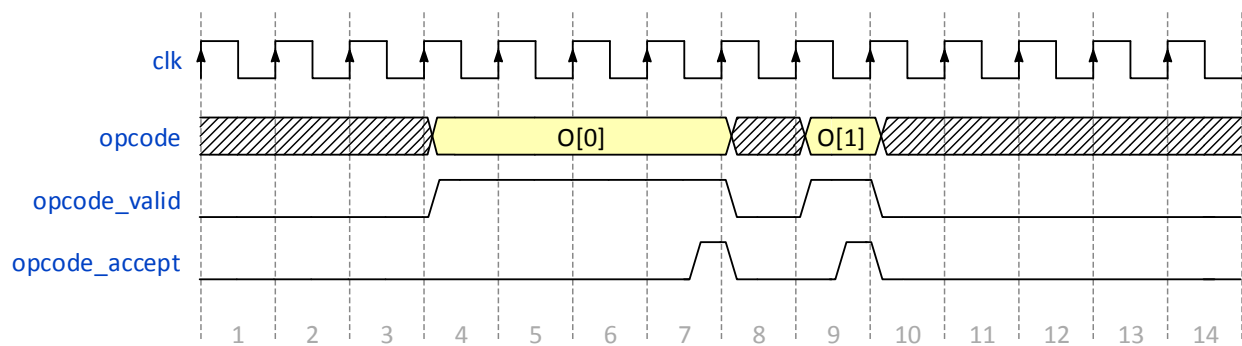 clk
opcode O[0] O[1]
opcode_valid
opcode_accept
1 2 3 4 5 6 7 8 9 10 11 12 13 14